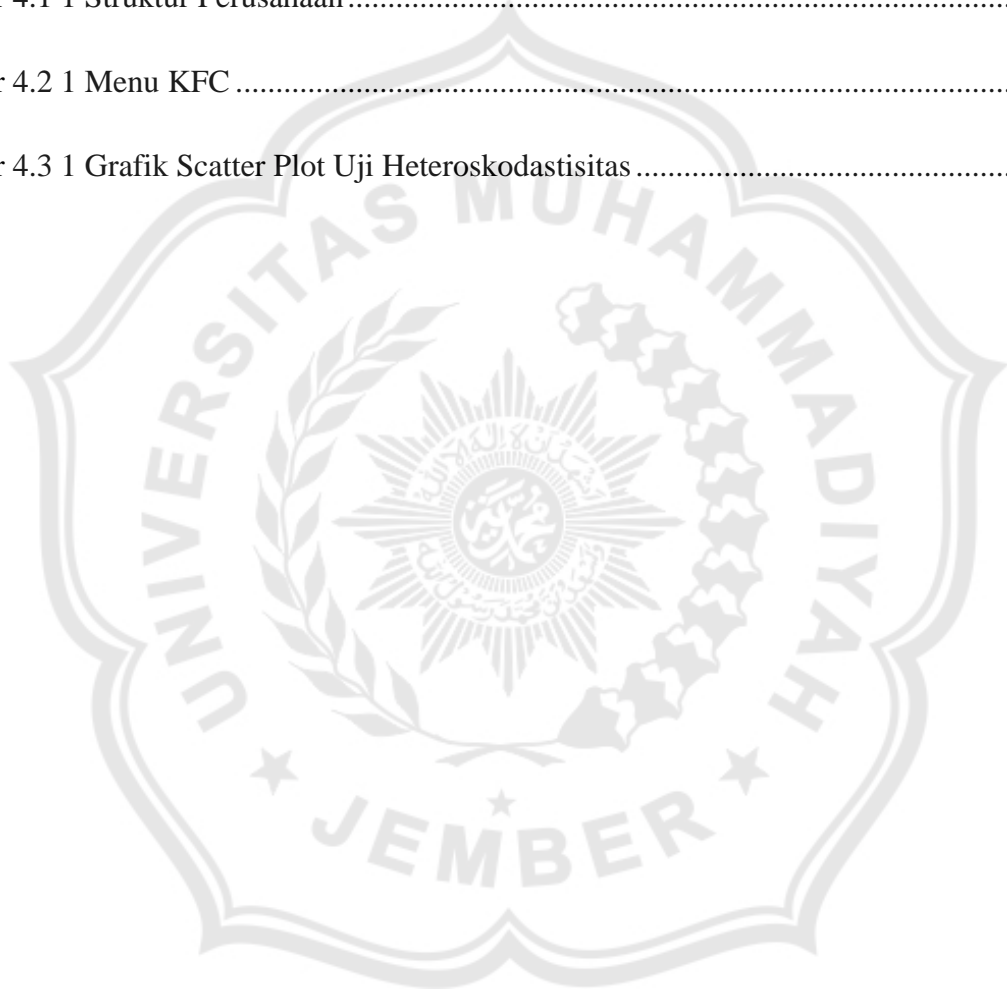 r 4.1 1 Struktur Perusahaan....................................................................................
r 4.2 1 Menu KFC.................................................................................................
r 4.3 1 Grafik Scatter Plot Uji Heteroskodastisitas...............................................
UNIVERSITAS MUHAMMADIYAH
JEMBER